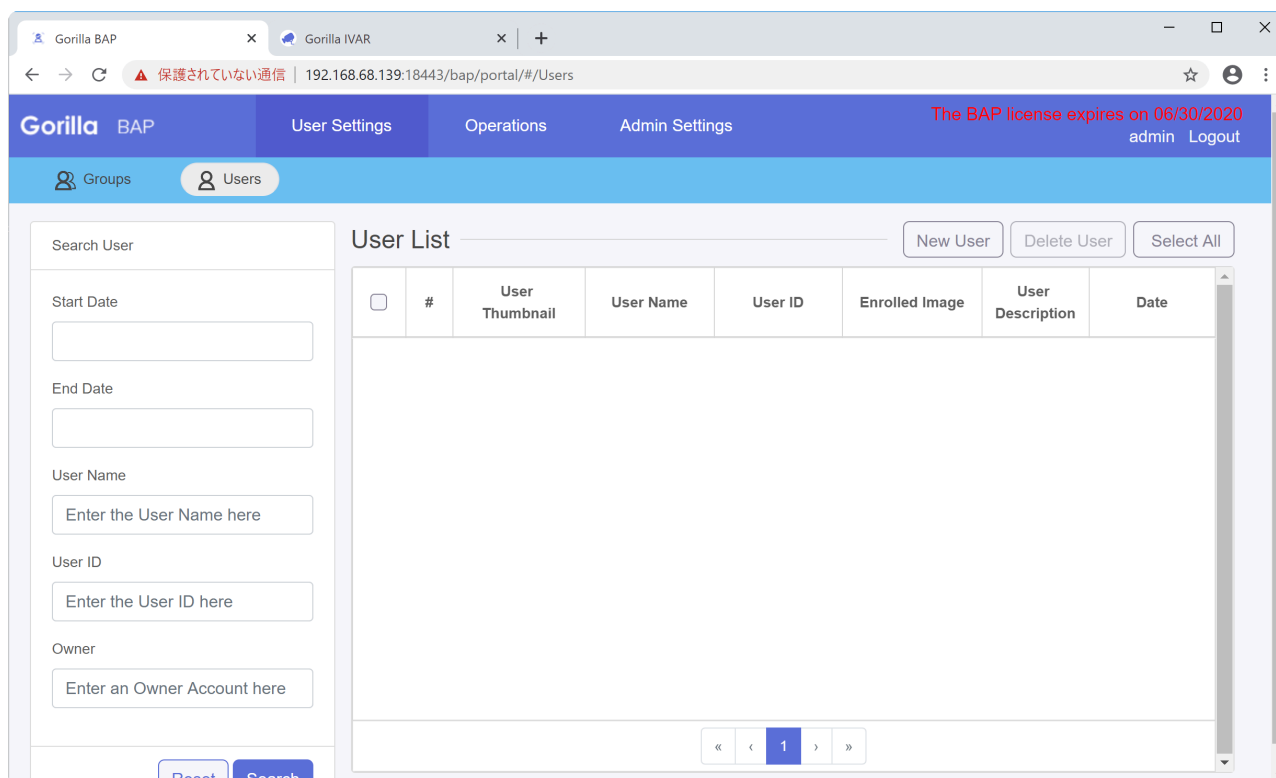 Gorilla BAP
Gorilla IVAR
保護されていない通信 192.168.68.139:18443/bap/portal/#/Users
Gorilla BAP
User Settings
Operations
Admin Settings
The BAP license expires on 06/30/2020
admin Logout
Groups
Users
Search User
Start Date
End Date
User Name
Enter the User Name here
User ID
Enter the User ID here
Owner
Enter an Owner Account here
Reset
Search
User List
New User
Delete User
Select All
#
User Thumbnail
User Name
User ID
Enrolled Image
User Description
Date
« ‹ 1 › »